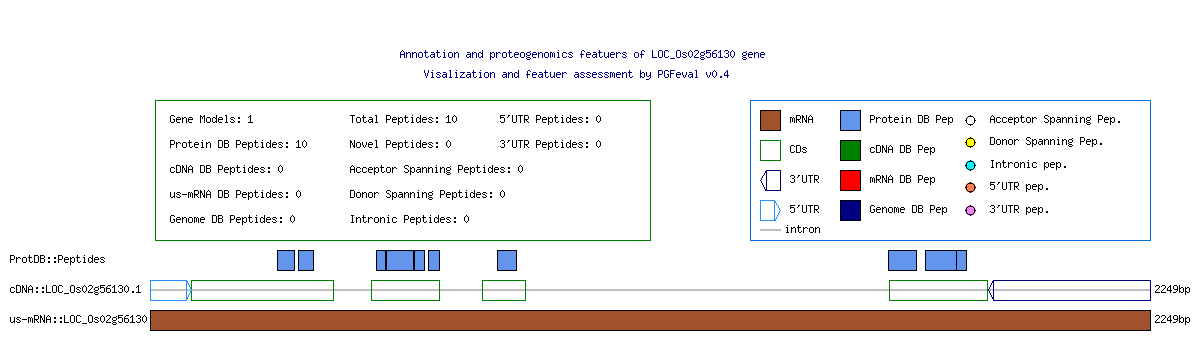 Annotation and proteogenomics featuers of LOC_Os02g56130 gene
Visalization and featuer assessment by PGFeval v0.4
Gene Models: 1
Total Peptides: 10
5'UTR Peptides: 0
Protein DB Peptides: 10
Novel Peptides: 0
3'UTR Peptides: 0
cDNA DB Peptides: 0
Acceptor Spanning Peptides: 0
us-mRNA DB Peptides: 0
Donor Spanning Peptides: 0
Genome DB Peptides: 0
Intronic Peptides: 0
mRNA
Protein DB Pep
Acceptor Spanning Pep.
CDs
cDNA DB Pep
Donor Spanning Pep.
3'UTR
mRNA DB Pep
Intronic pep.
5'UTR
Genome DB Pep
5'UTR pep.
3'UTR pep.
intron
ProtDB::Peptides
cDNA::LOC_Os02g56130.1
2249bp
us-mRNA::LOC_Os02g56130
2249bp